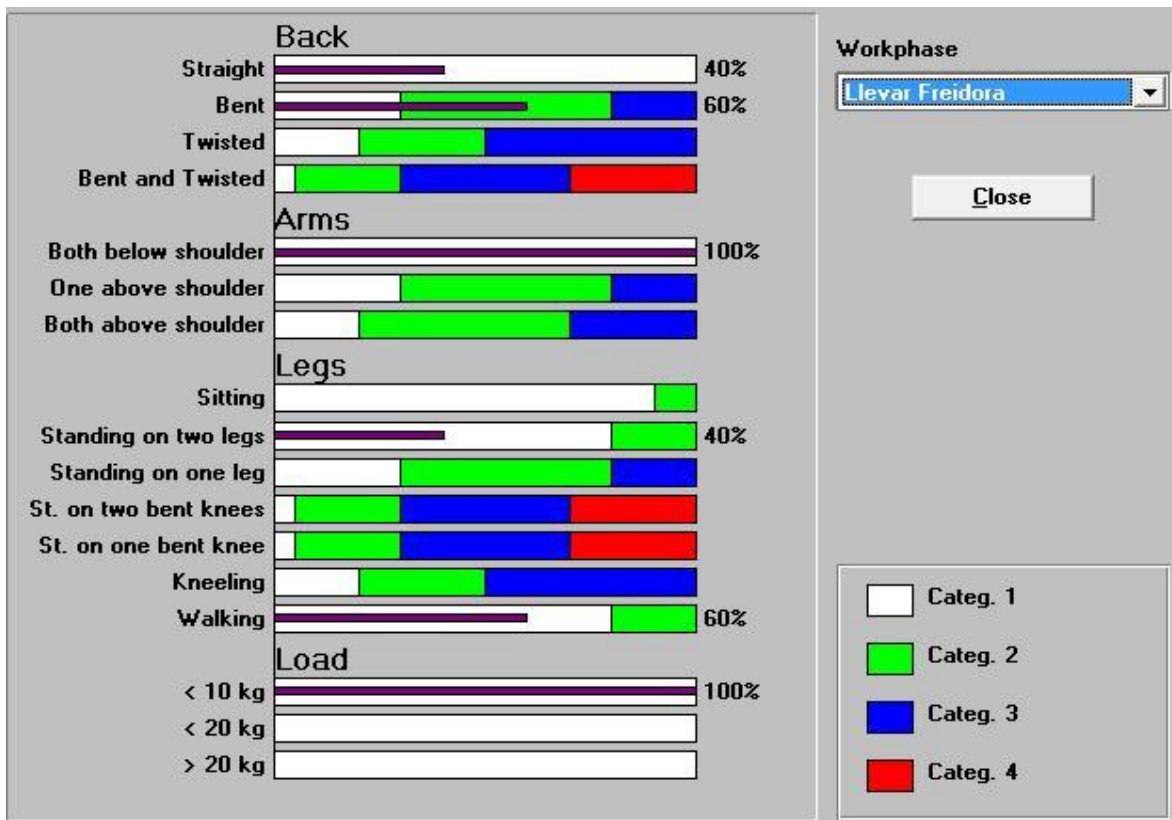 Back
Straight 40%
Bent 60%
Twisted
Bent and Twisted
Arms
Both below shoulder 100%
One above shoulder
Both above shoulder
Legs
Sitting
Standing on two legs 40%
Standing on one leg
St. on two bent knees
St. on one bent knee
Kneeling
Walking 60%
Load
< 10 kg 100%
< 20 kg
> 20 kg
Workphase
Llevar Freidora
Close
Categ. 1
Categ. 2
Categ. 3
Categ. 4